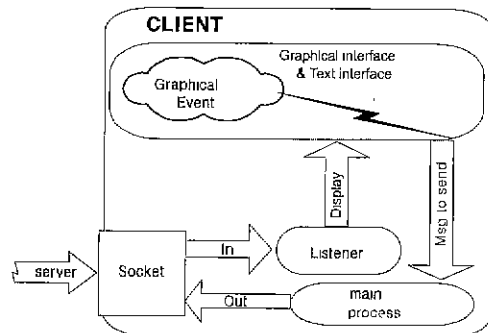 CLIENT
Graphical interface
& Text interface
Graphical
Event
Display
Msg to send
server
Socket
In
Listener
Out
main
process